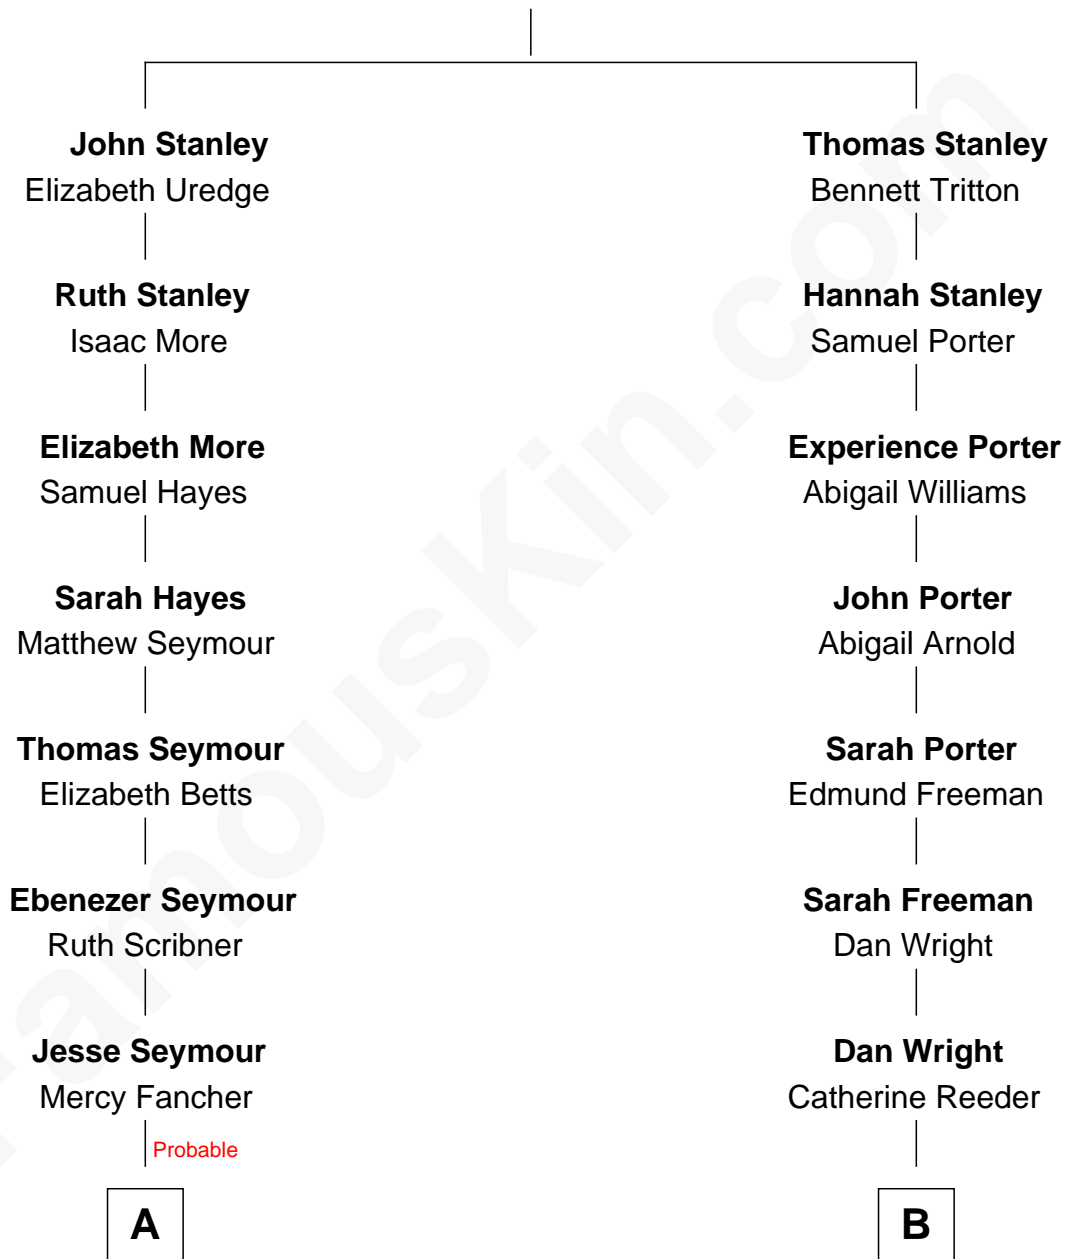 John Stanley
Elizabeth Uredge
Ruth Stanley
Isaac More
Elizabeth More
Samuel Hayes
Sarah Hayes
Matthew Seymour
Thomas Seymour
Elizabeth Betts
Ebenezer Seymour
Ruth Scribner
Jesse Seymour
Mercy Fancher
Probable
A
Thomas Stanley
Bennett Tritton
Hannah Stanley
Samuel Porter
Experience Porter
Abigail Williams
John Porter
Abigail Arnold
Sarah Porter
Edmund Freeman
Sarah Freeman
Dan Wright
Dan Wright
Catherine Reeder
B
FamousKin.com